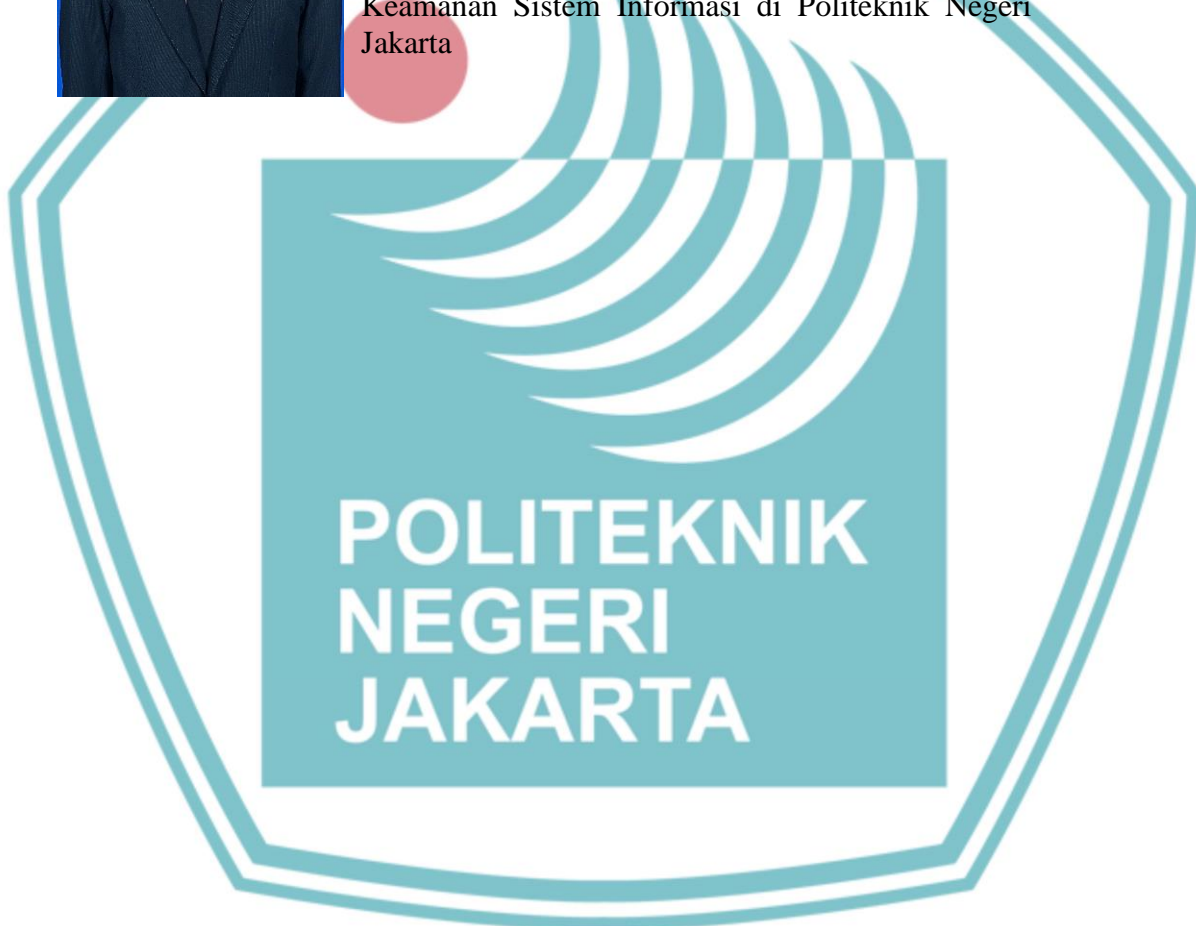 Keamanan Sistem Informasi di Politeknik Negeri
Jakarta
POLITEKNIK
NEGERI
JAKARTA